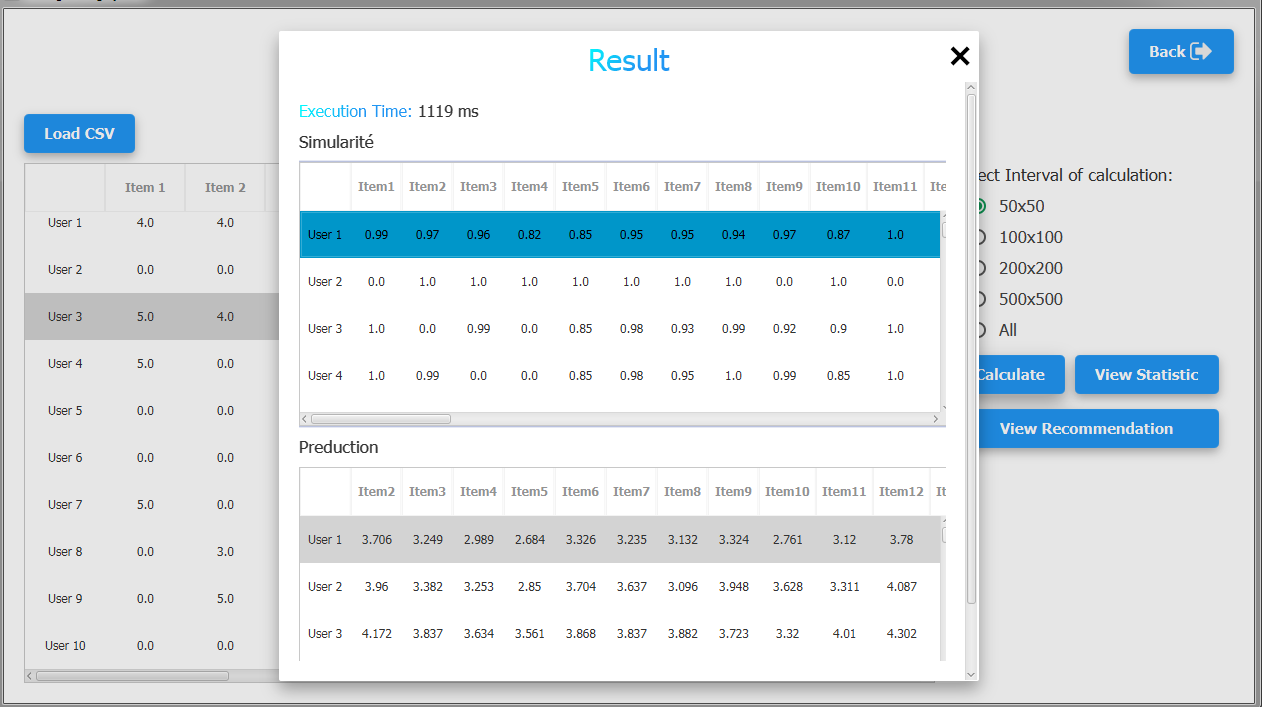 Result
Back
Execution Time: 1119 ms
Load CSV
Simularité
Item 1 Item 2
Item1 Item2 Item3 Item4 Item5 Item6 Item7 Item8 Item9 Item10 Item11 Ite
ect Interval of calculation:
50x50
100x100
200x200
500x500
All
Calculate View Statistic
View Recommendation
User 1 4.0 4.0
User 2 0.0 0.0
User 3 5.0 4.0
User 4 5.0 0.0
User 5 0.0 0.0
User 6 0.0 0.0
User 7 5.0 0.0
User 8 0.0 3.0
User 9 0.0 5.0
User 10 0.0 0.0
User 1 0.99 0.97 0.96 0.82 0.85 0.95 0.95 0.94 0.97 0.87 1.0
User 2 0.0 1.0 1.0 1.0 1.0 1.0 1.0 1.0 0.0 1.0 0.0
User 3 1.0 0.0 0.99 0.0 0.85 0.98 0.93 0.99 0.92 0.9 1.0
User 4 1.0 0.99 0.0 0.0 0.85 0.98 0.95 1.0 0.99 0.85 1.0
Preduction
Item2 Item3 Item4 Item5 Item6 Item7 Item8 Item9 Item10 Item11 Item12 It
User 1 3.706 3.249 2.989 2.684 3.326 3.235 3.132 3.324 2.761 3.12 3.78
User 2 3.96 3.382 3.253 2.85 3.704 3.637 3.096 3.948 3.628 3.311 4.087
User 3 4.172 3.837 3.634 3.561 3.868 3.837 3.882 3.723 3.32 4.01 4.302